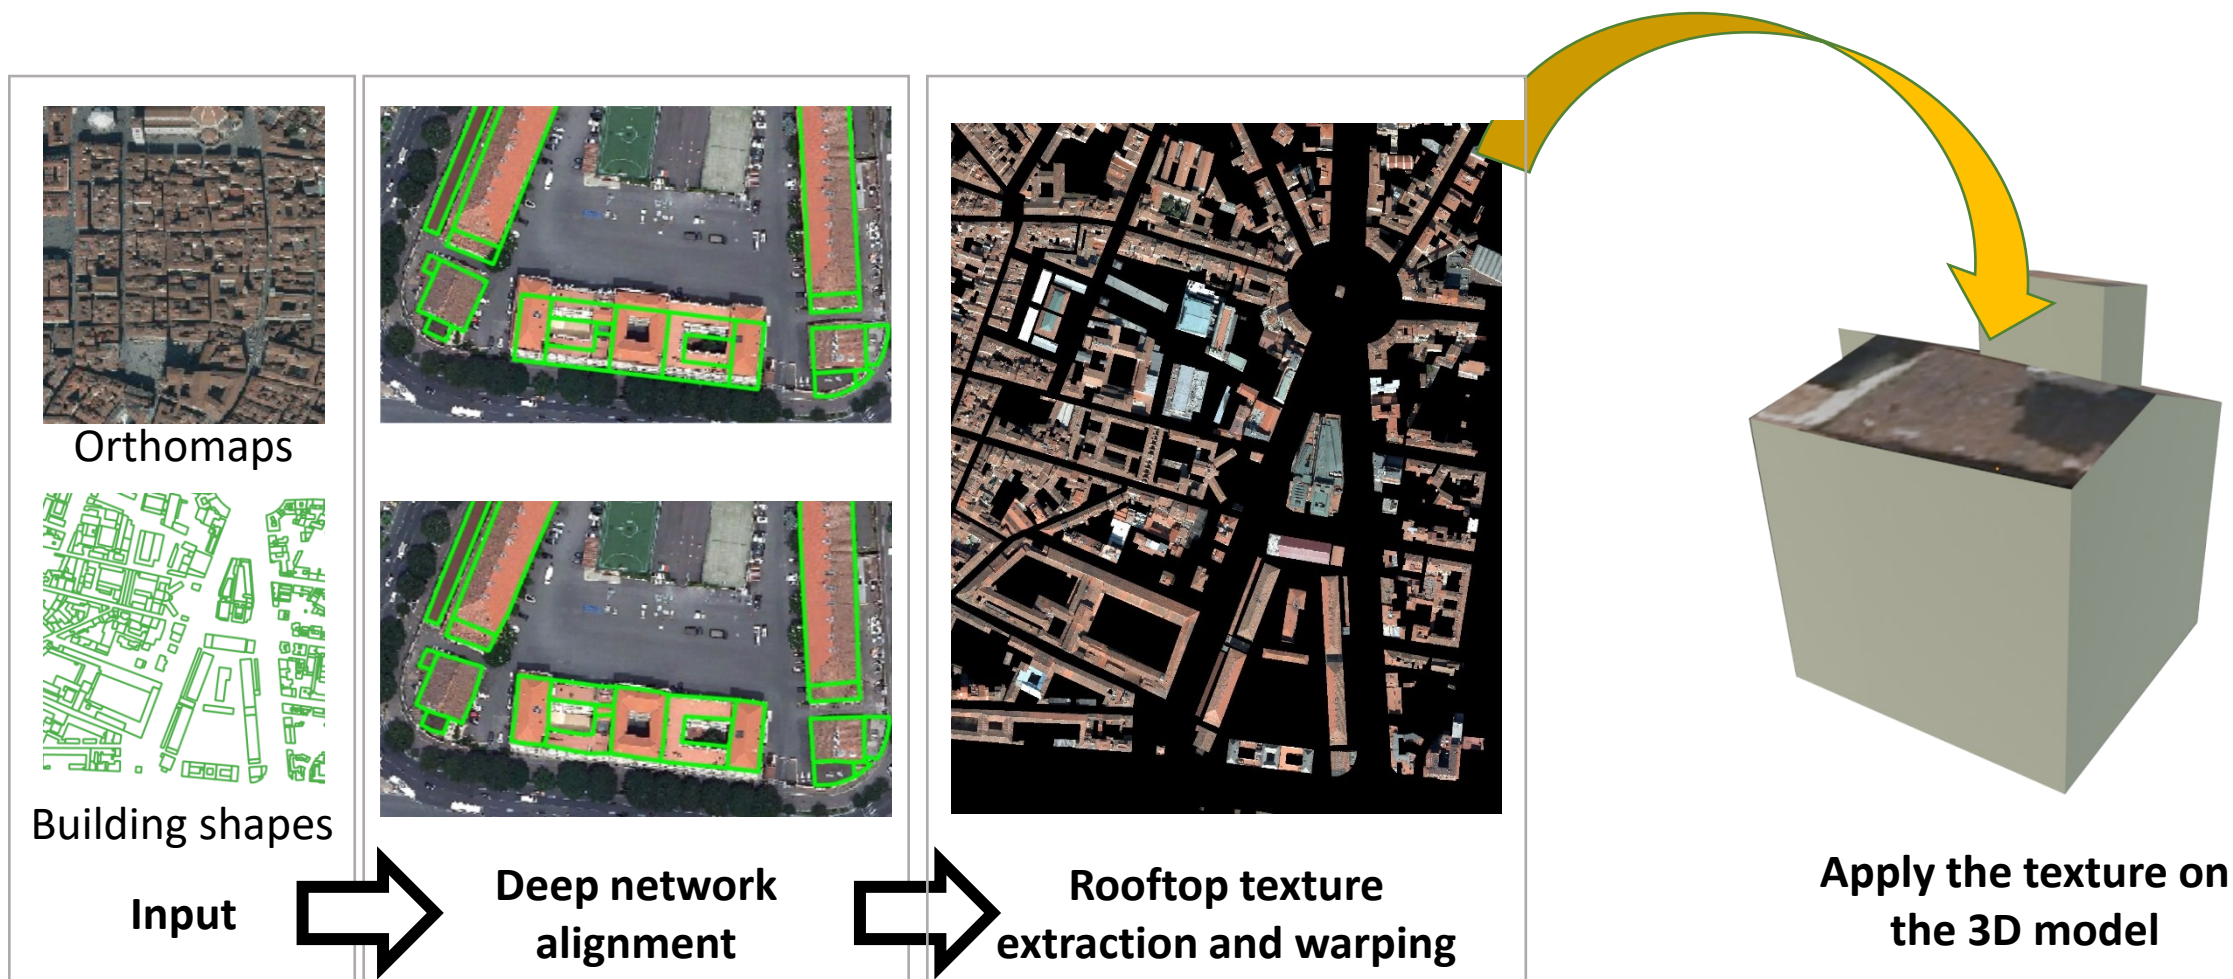 Orthomaps
Building shapes
Input
Deep network
alignment
Rooftop texture
extraction and warping
Apply the texture on
the 3D model